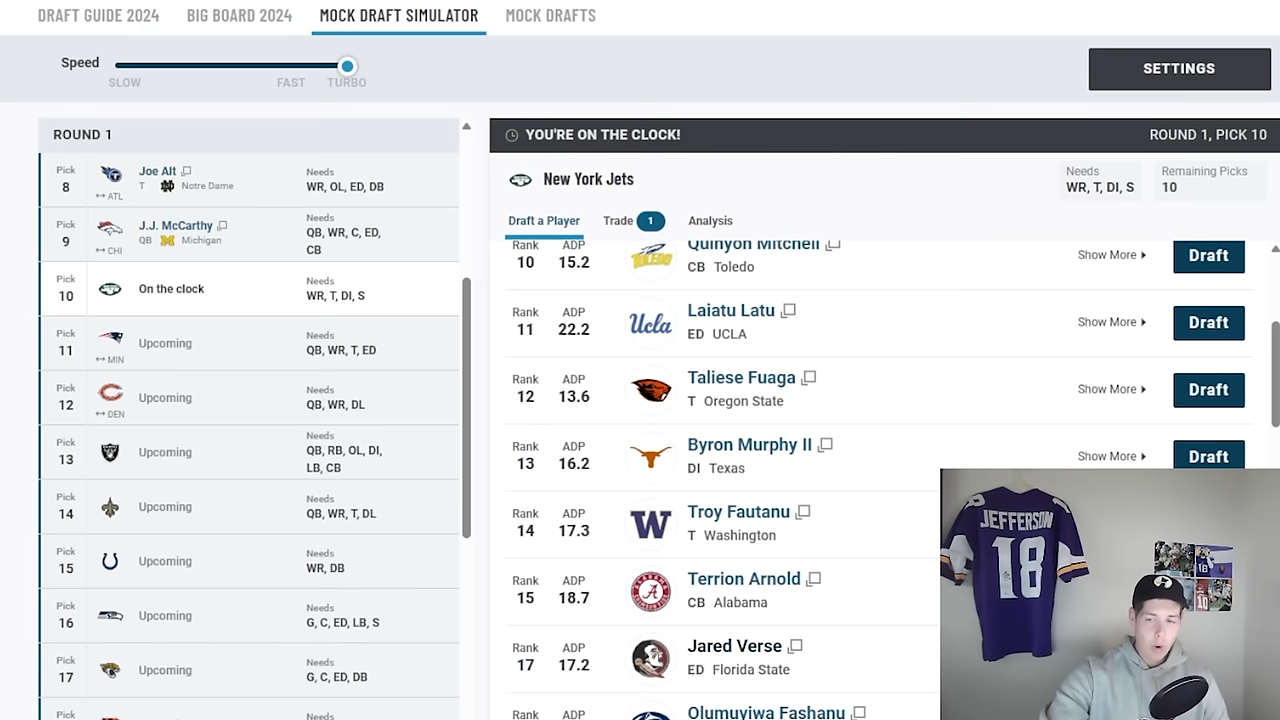 DRAFT GUIDE 2024 BIG BOARD 2024 MOCK DRAFT SIMULATOR MOCK DRAFTS
Speed
SLOW FAST TURBO
SETTINGS
ROUND 1
Pick 8
Joe Alt
T Notre Dame
↔ ATL
Needs
WR, OL, ED, DB
Pick 9
J.J. McCarthy
QB Michigan
↔ CHI
Needs
QB, WR, C, ED,
CB
Pick 10
On the clock
Needs
WR, T, DI, S
Pick 11
Upcoming
↔ MIN
Needs
QB, WR, T, ED
Pick 12
Upcoming
↔ DEN
Needs
QB, WR, DL
Pick 13
Upcoming
Needs
QB, RB, OL, DI,
LB, CB
Pick 14
Upcoming
Needs
QB, WR, T, DL
Pick 15
Upcoming
Needs
WR, DB
Pick 16
Upcoming
Needs
G, C, ED, LB, S
Pick 17
Upcoming
Needs
G, C, ED, DB
Pick
Needs
YOU'RE ON THE CLOCK! ROUND 1, PICK 10
New York Jets
Needs
WR, T, DI, S
Remaining Picks
10
Draft a Player Trade 1 Analysis
Rank 10 ADP 15.2
Quinyon Mitchell
CB Toledo
Show More Draft
Rank 11 ADP 22.2
Ucla
Laiatu Latu
ED UCLA
Show More Draft
Rank 12 ADP 13.6
Taliese Fuaga
T Oregon State
Show More Draft
Rank 13 ADP 16.2
Byron Murphy II
DI Texas
Show More Draft
Rank 14 ADP 17.3
W
Troy Fautanu
T Washington
Rank 15 ADP 18.7
Terrion Arnold
CB Alabama
Rank 17 ADP 17.2
Jared Verse
ED Florida State
Rank ADP
Olumuyiwa Fashanu
JEFFERSON
18